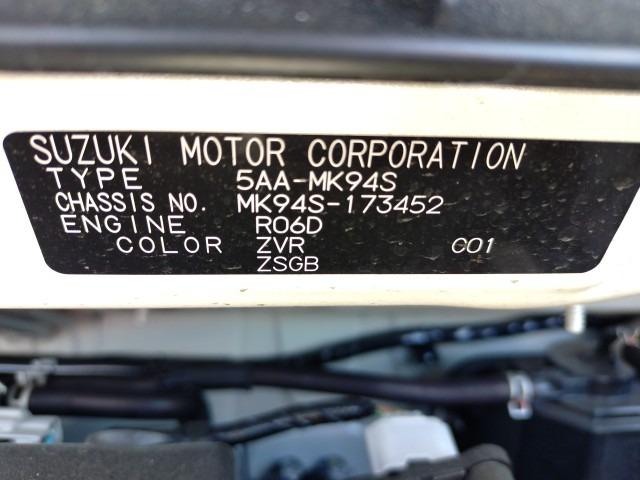 SUZUKI MOTOR CORPORATION
TYPE 5AA-MK94S
CHASSIS NO. MK94S-173452
ENGINE R06D
COLOR ZVR C01
ZSGB